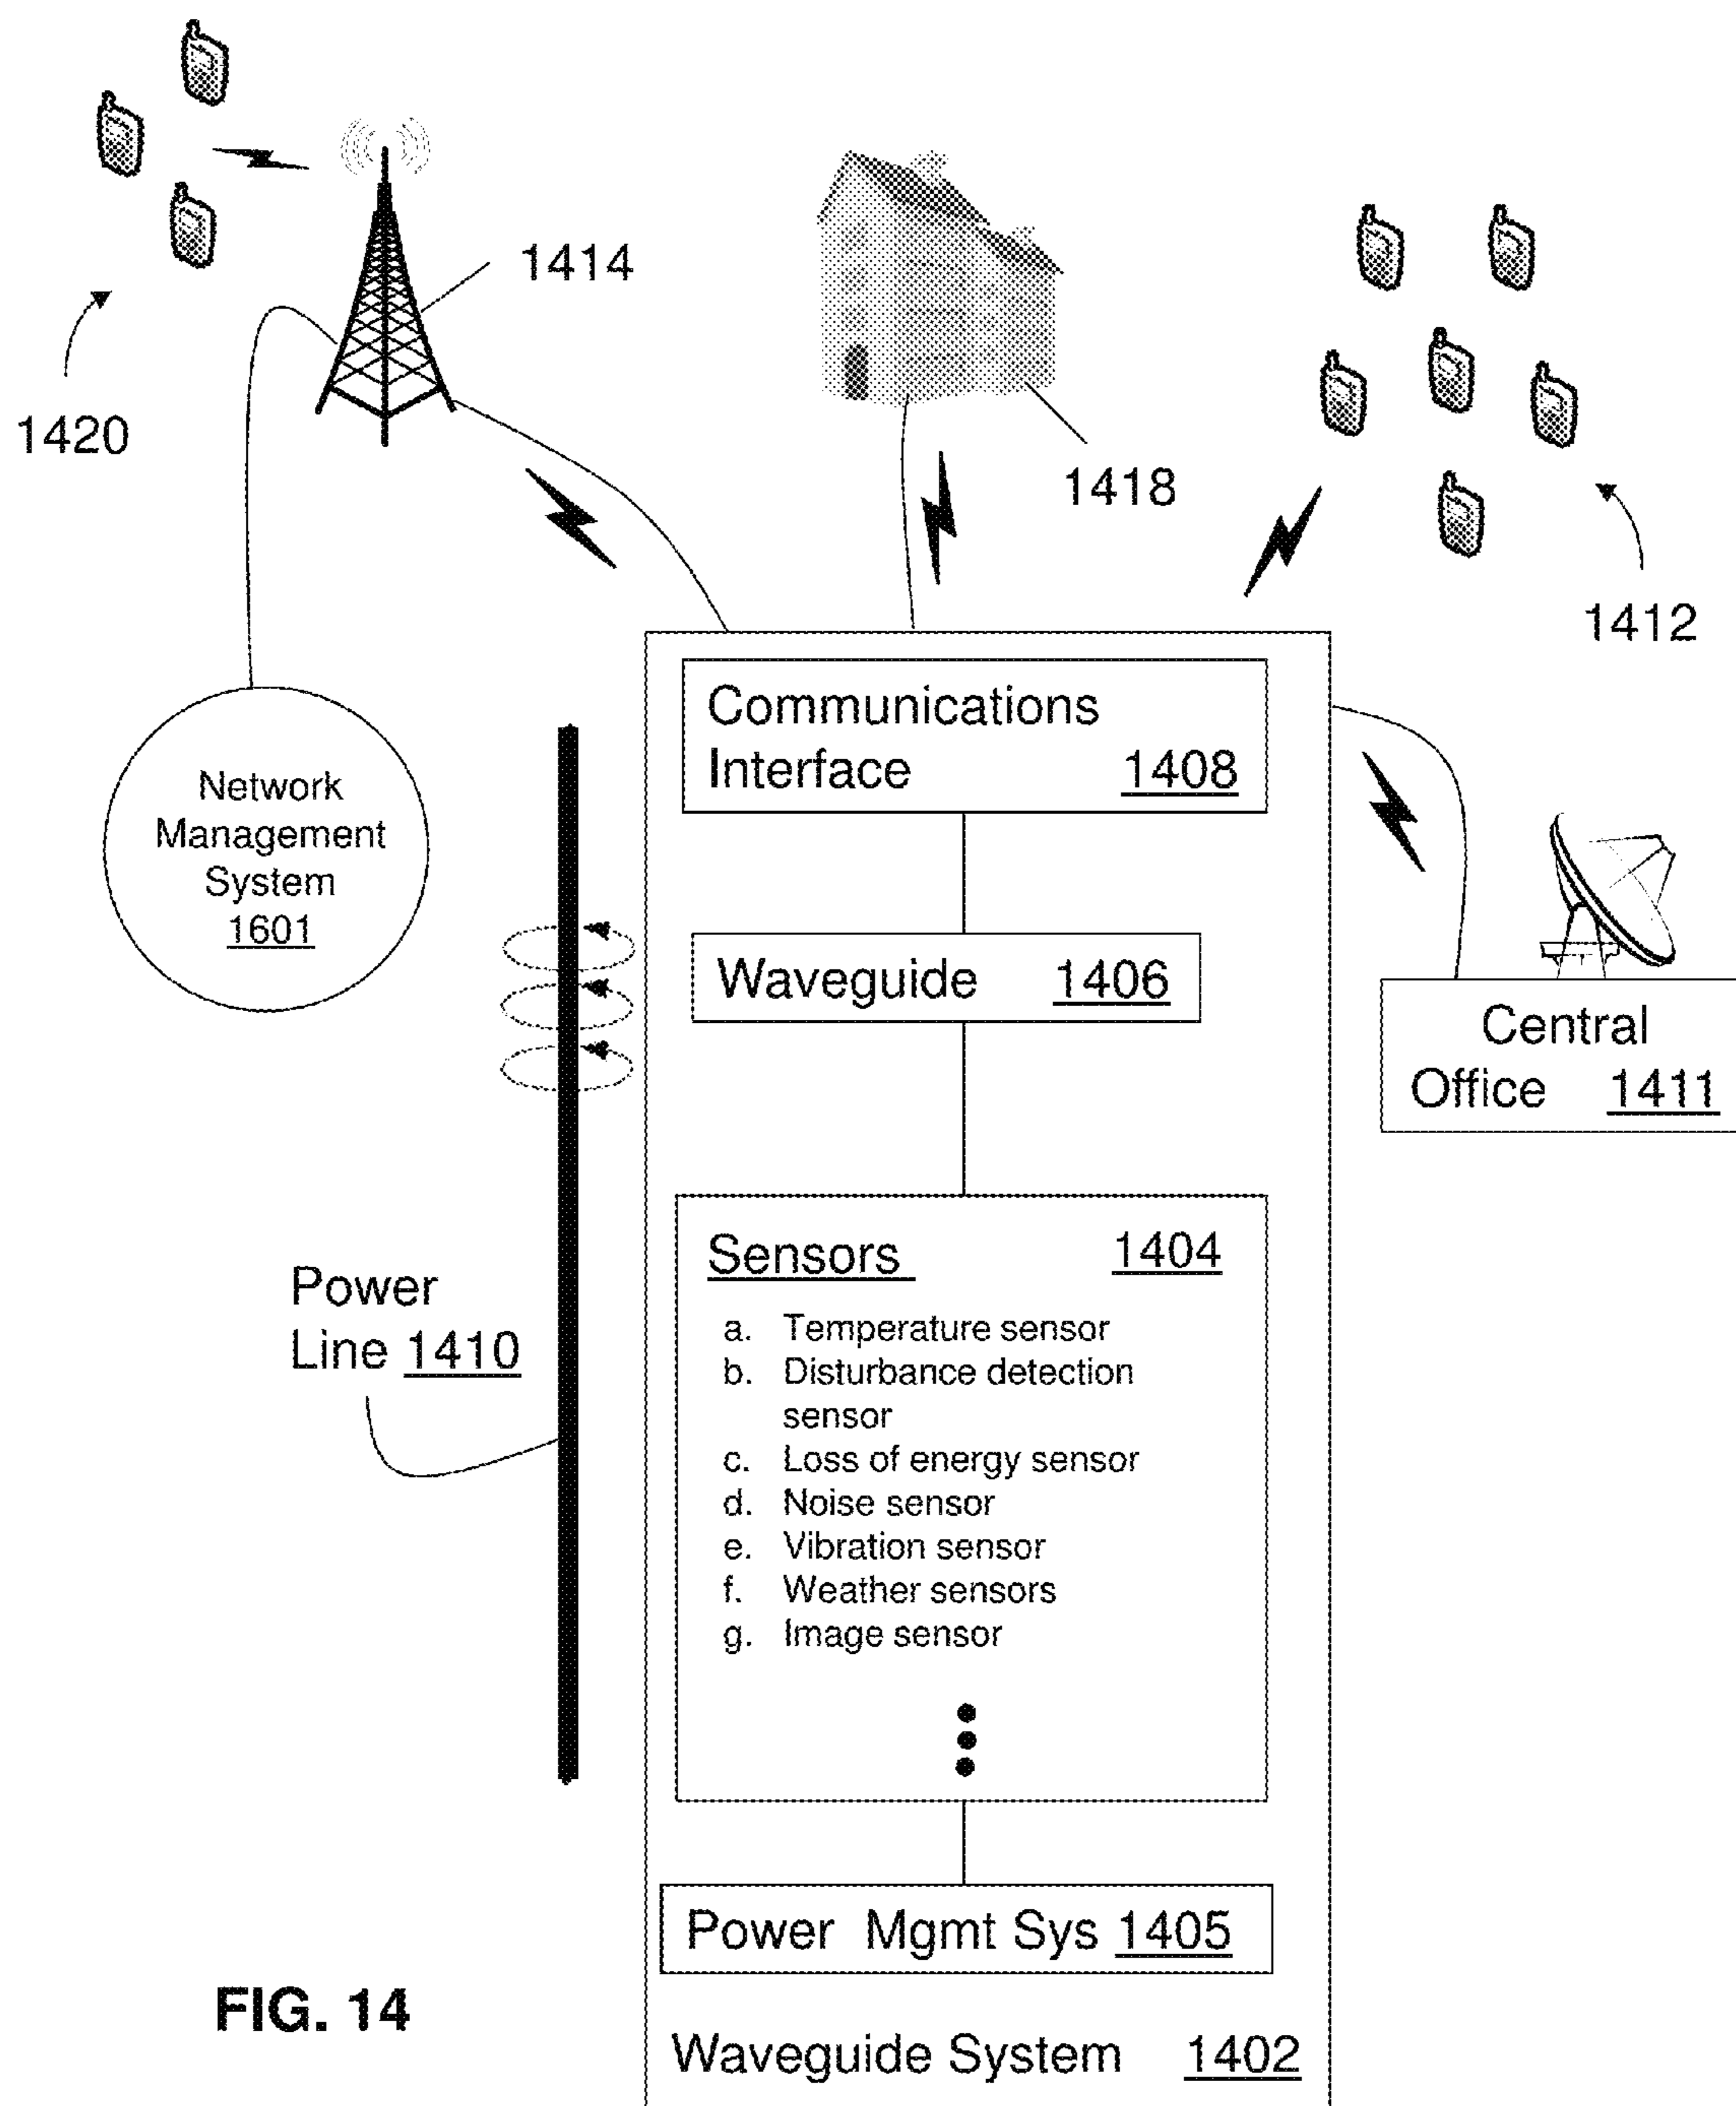 1414
1420
1418
1412
Communications
Interface 1408
Network
Management
System
1601
Waveguide 1406
Central
Office 1411
Power
Line 1410
Sensors 1404
a. Temperature sensor
b. Disturbance detection
sensor
c. Loss of energy sensor
d. Noise sensor
e. Vibration sensor
f. Weather sensors
g. Image sensor
Power Mgmt Sys 1405
Waveguide System 1402
FIG. 14